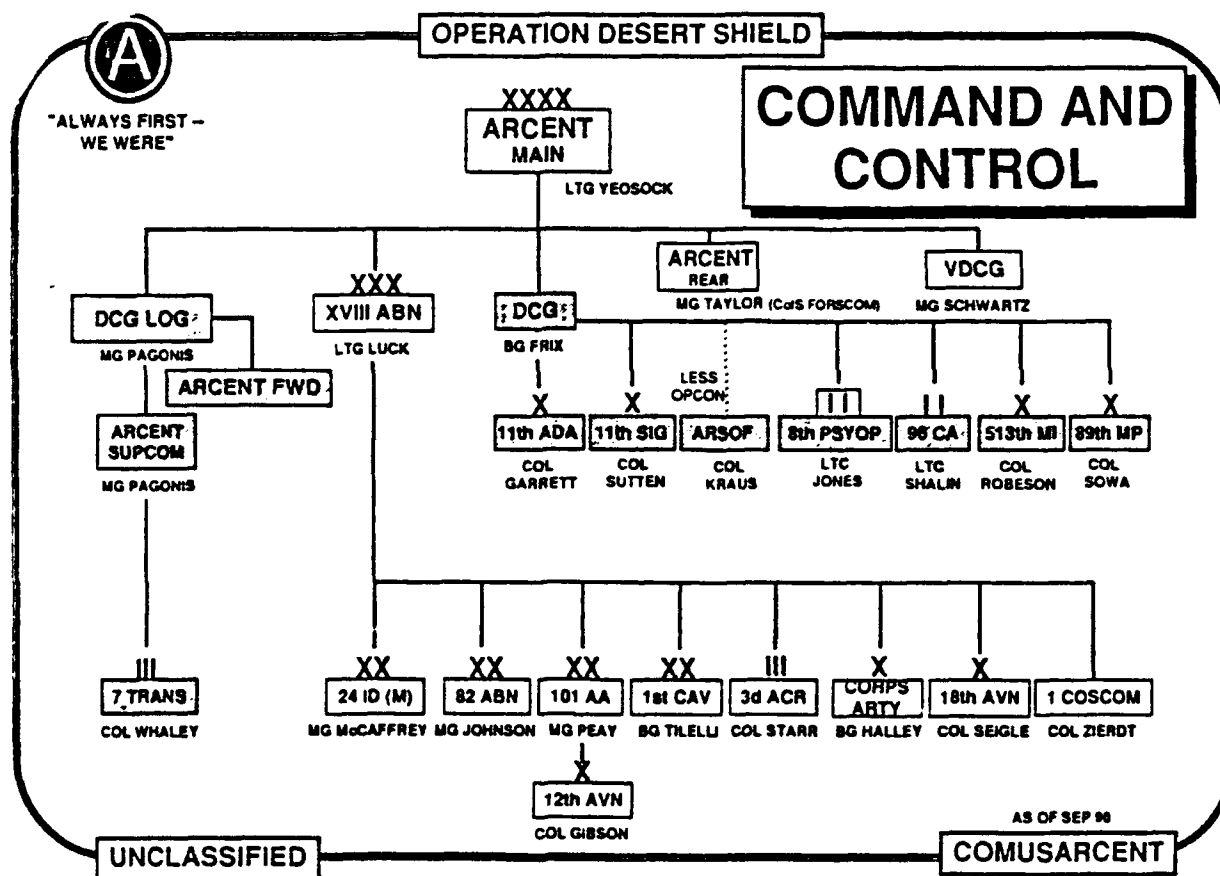 OPERATION DESERT SHIELD
A
"ALWAYS FIRST –
WE WERE"
COMMAND AND
CONTROL
XXXX
ARCENT
MAIN
LTG YEOSOCK
DCG LOG
MG PAGONIS
ARCENT FWD
ARCENT
SUPCOM
MG PAGONIS
XXX
XVIII ABN
LTG LUCK
DCG
BG FRIX
ARCENT
REAR
MG TAYLOR (CofS FORSCOM)
VDCG
MG SCHWARTZ
LESS
OPCON
X
11th ADA
COL
GARRETT
X
11th SIG
COL
SUTTEN
ARSOF
COL
KRAUS
II
8th PSYOP
LTC
JONES
II
96 CA
LTC
SHALIN
X
513th MI
COL
ROBESON
X
89th MP
COL
SOWA
III
7 TRANS
COL WHALEY
XX
24 ID (M)
MG McCAFFREY
XX
82 ABN
MG JOHNSON
XX
101 AA
MG PEAY
XX
1st CAV
BG TILELLI
III
3d ACR
COL STARR
X
CORPS
ARTY
BG HALLEY
X
18th AVN
COL SEIGLE
1 COSCOM
COL ZIERDT
X
12th AVN
COL GIBSON
AS OF SEP 90
UNCLASSIFIED
COMUSARCENT